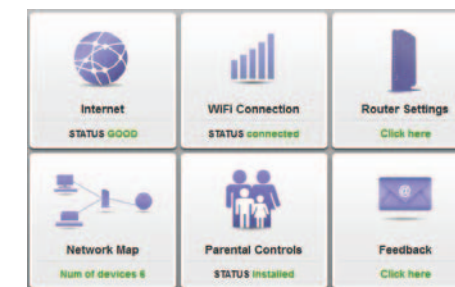 Internet
WiFi Connection
Router Settings
STATUS GOOD
STATUS connected
Click here
Network Map
Parental Controls
Feedback
Num of devices 6
STATUS Installed
Click here